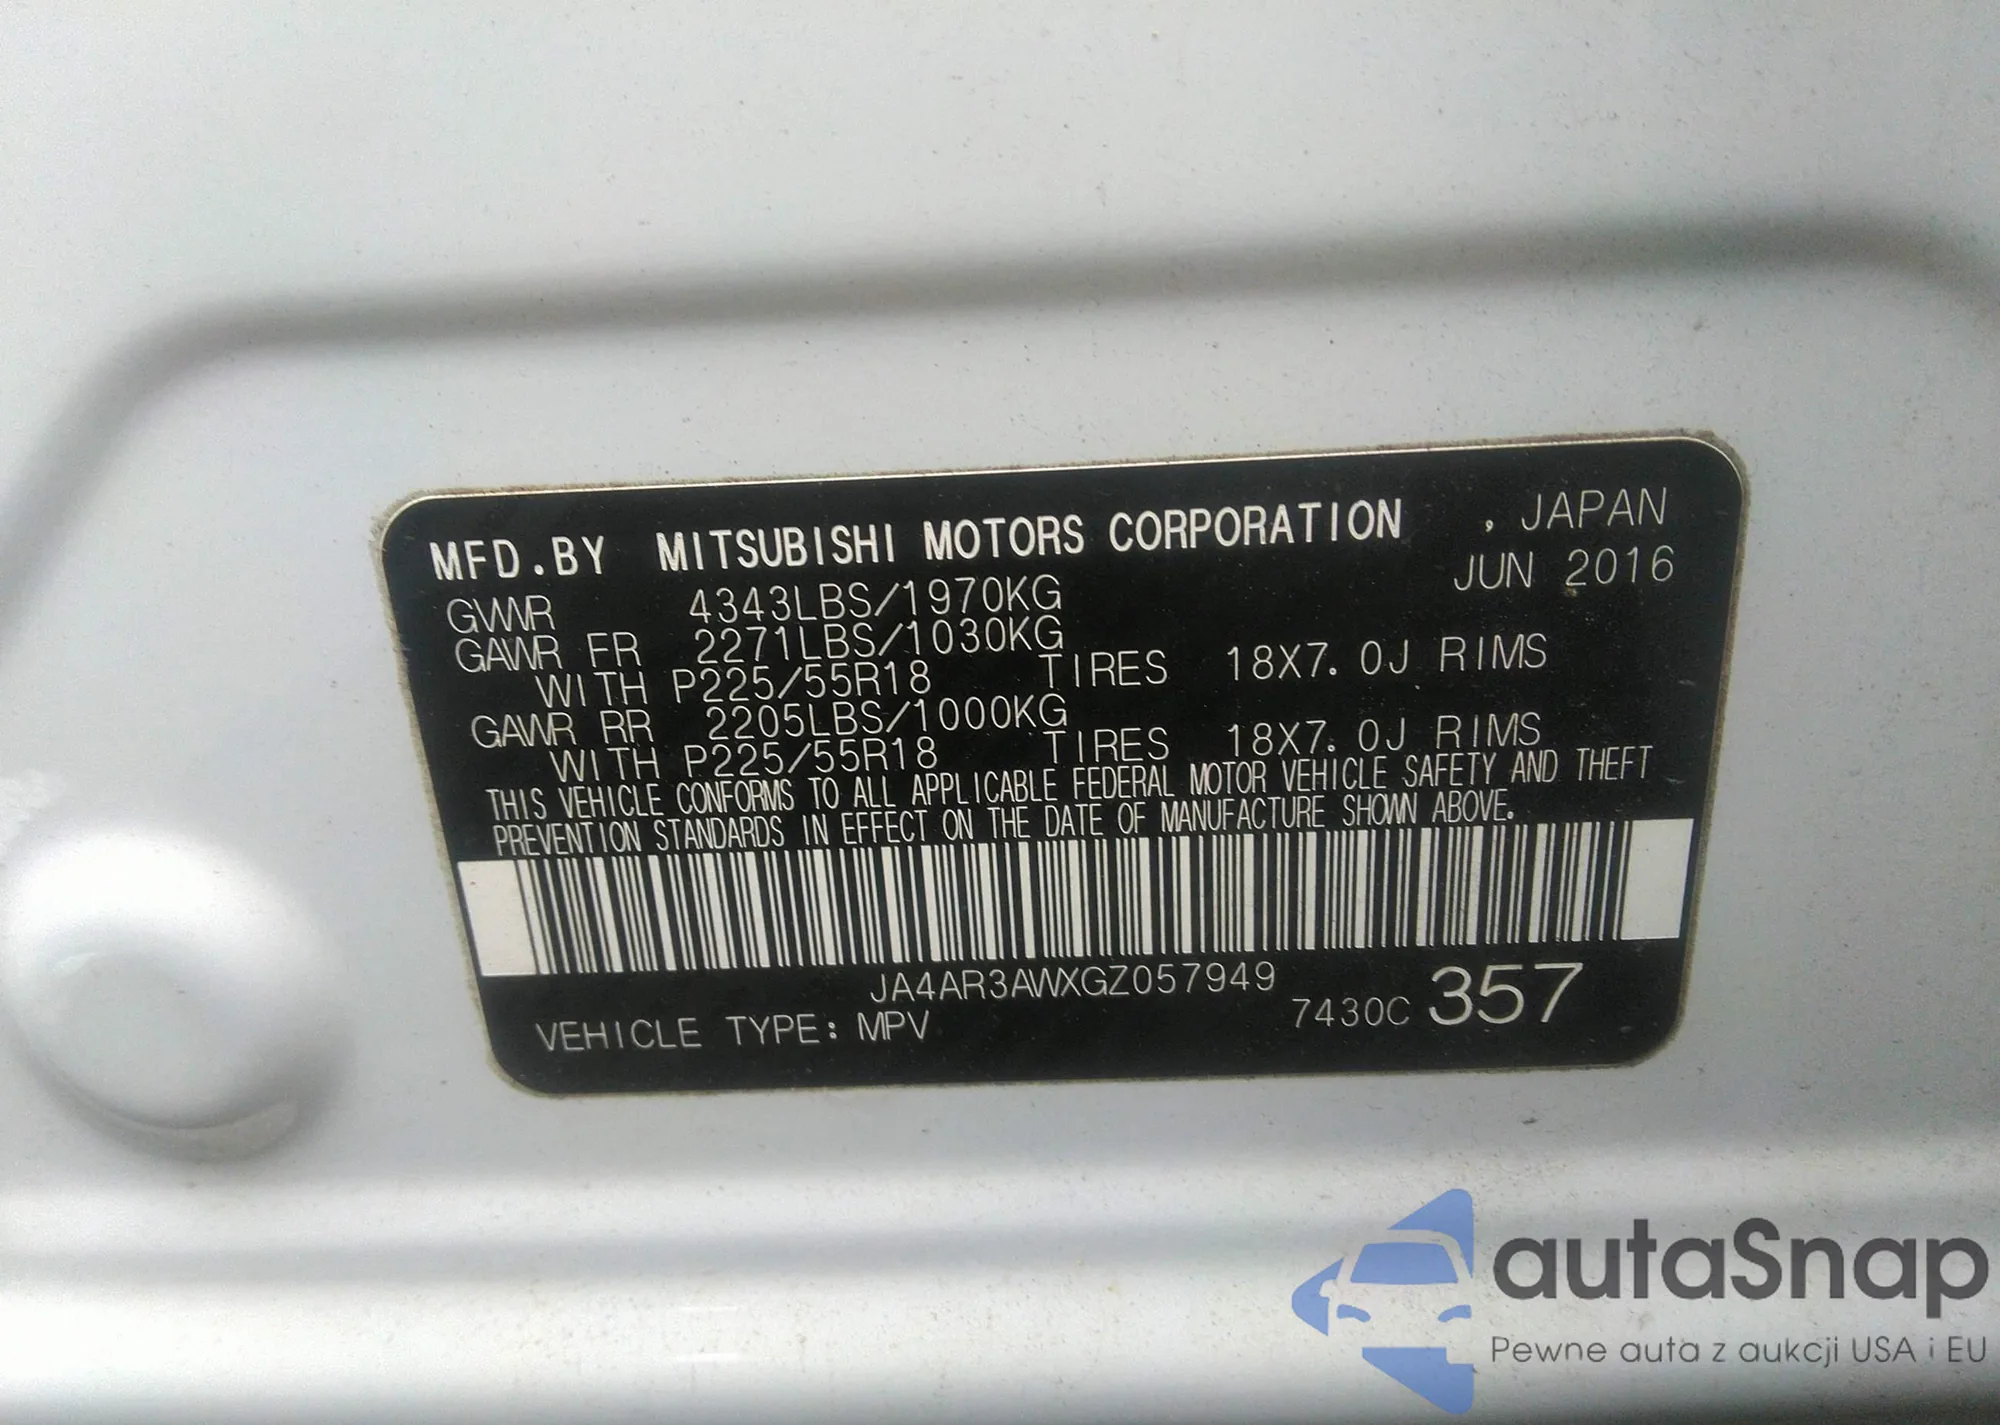 MFD.BY MITSUBISHI MOTORS CORPORATION , JAPAN
JUN 2016
GVWR 4343LBS/1970KG
GAWR FR 2271LBS/1030KG
WITH P225/55R18 TIRES 18X7.0J RIMS
GAWR RR 2205LBS/1000KG
WITH P225/55R18 TIRES 18X7.0J RIMS
THIS VEHICLE CONFORMS TO ALL APPLICABLE FEDERAL MOTOR VEHICLE SAFETY AND THEFT
PREVENTION STANDARDS IN EFFECT ON THE DATE OF MANUFACTURE SHOWN ABOVE.
JA4AR3AWXGZ057949
VEHICLE TYPE: MPV 7430C 357
autaSnap
Pewne auta z aukcji USA i EU